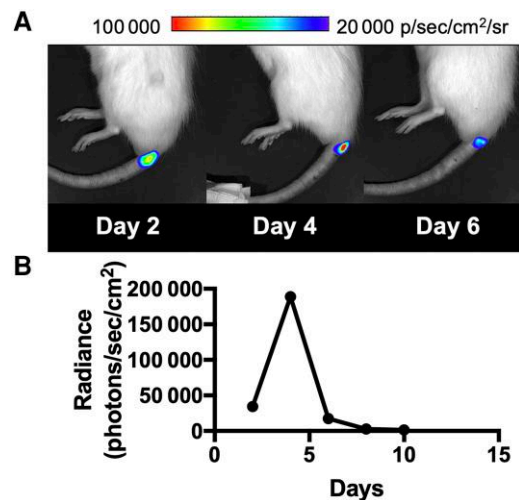 A
100 000 20 000 p/sec/cm²/sr
Day 2 Day 4 Day 6
B
Radiance
(photons/sec/cm²)
200 000
150 000
100 000
50 000
0
0 5 10 15
Days